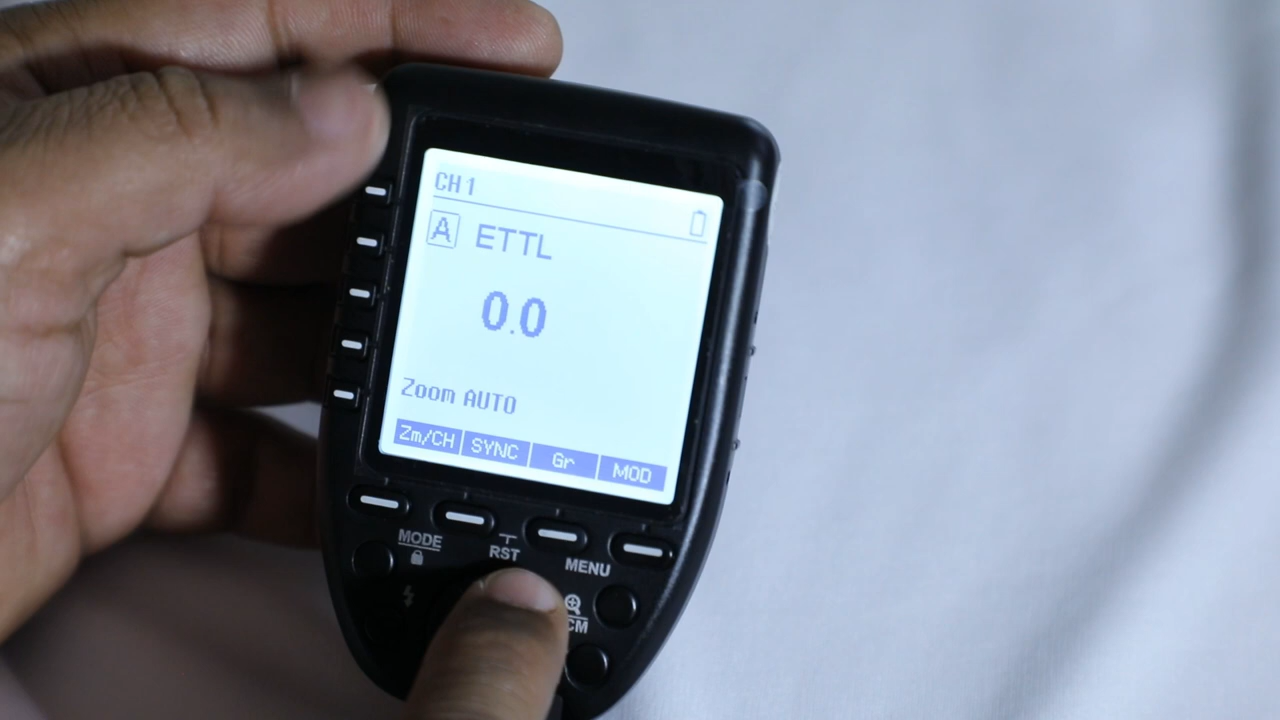 CH1
A ETTL
0.0
Zoom AUTO
Zm/CH SYNC Gr MOD
MODE
RST
MENU
CM